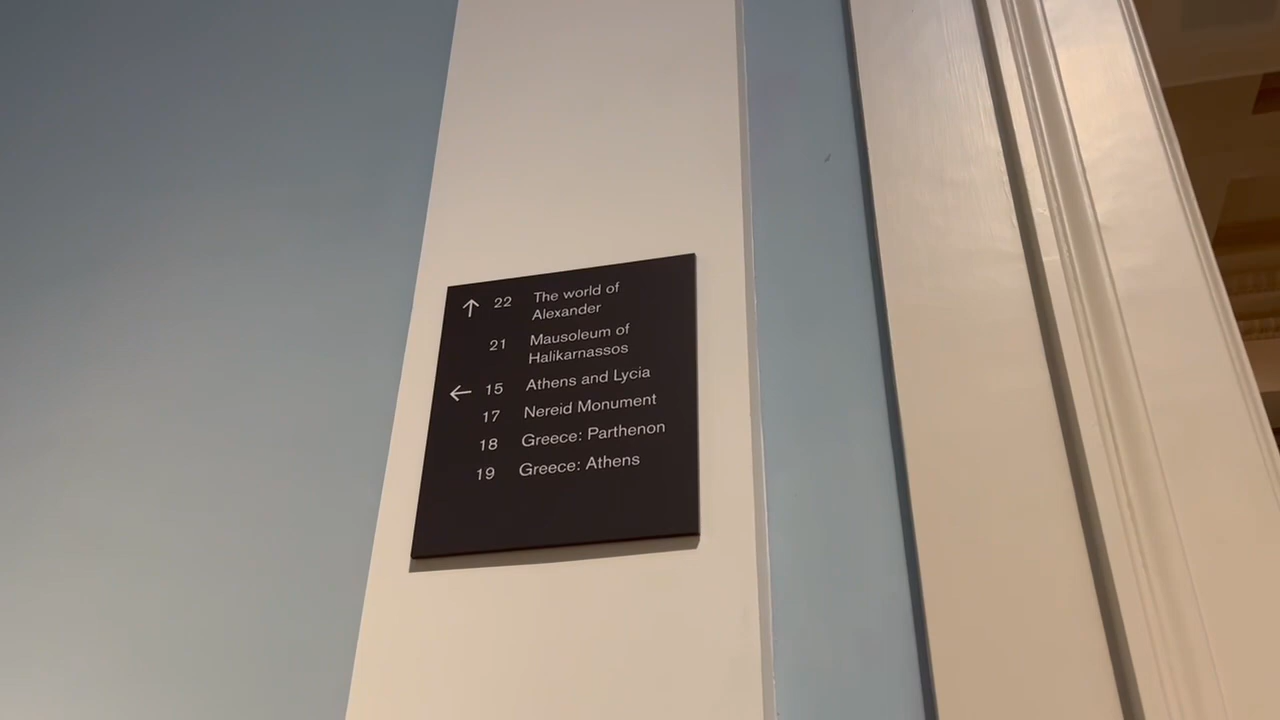 ↑ 22 The world of
Alexander
21 Mausoleum of
Halikarnassos
← 15 Athens and Lycia
17 Nereid Monument
18 Greece: Parthenon
19 Greece: Athens